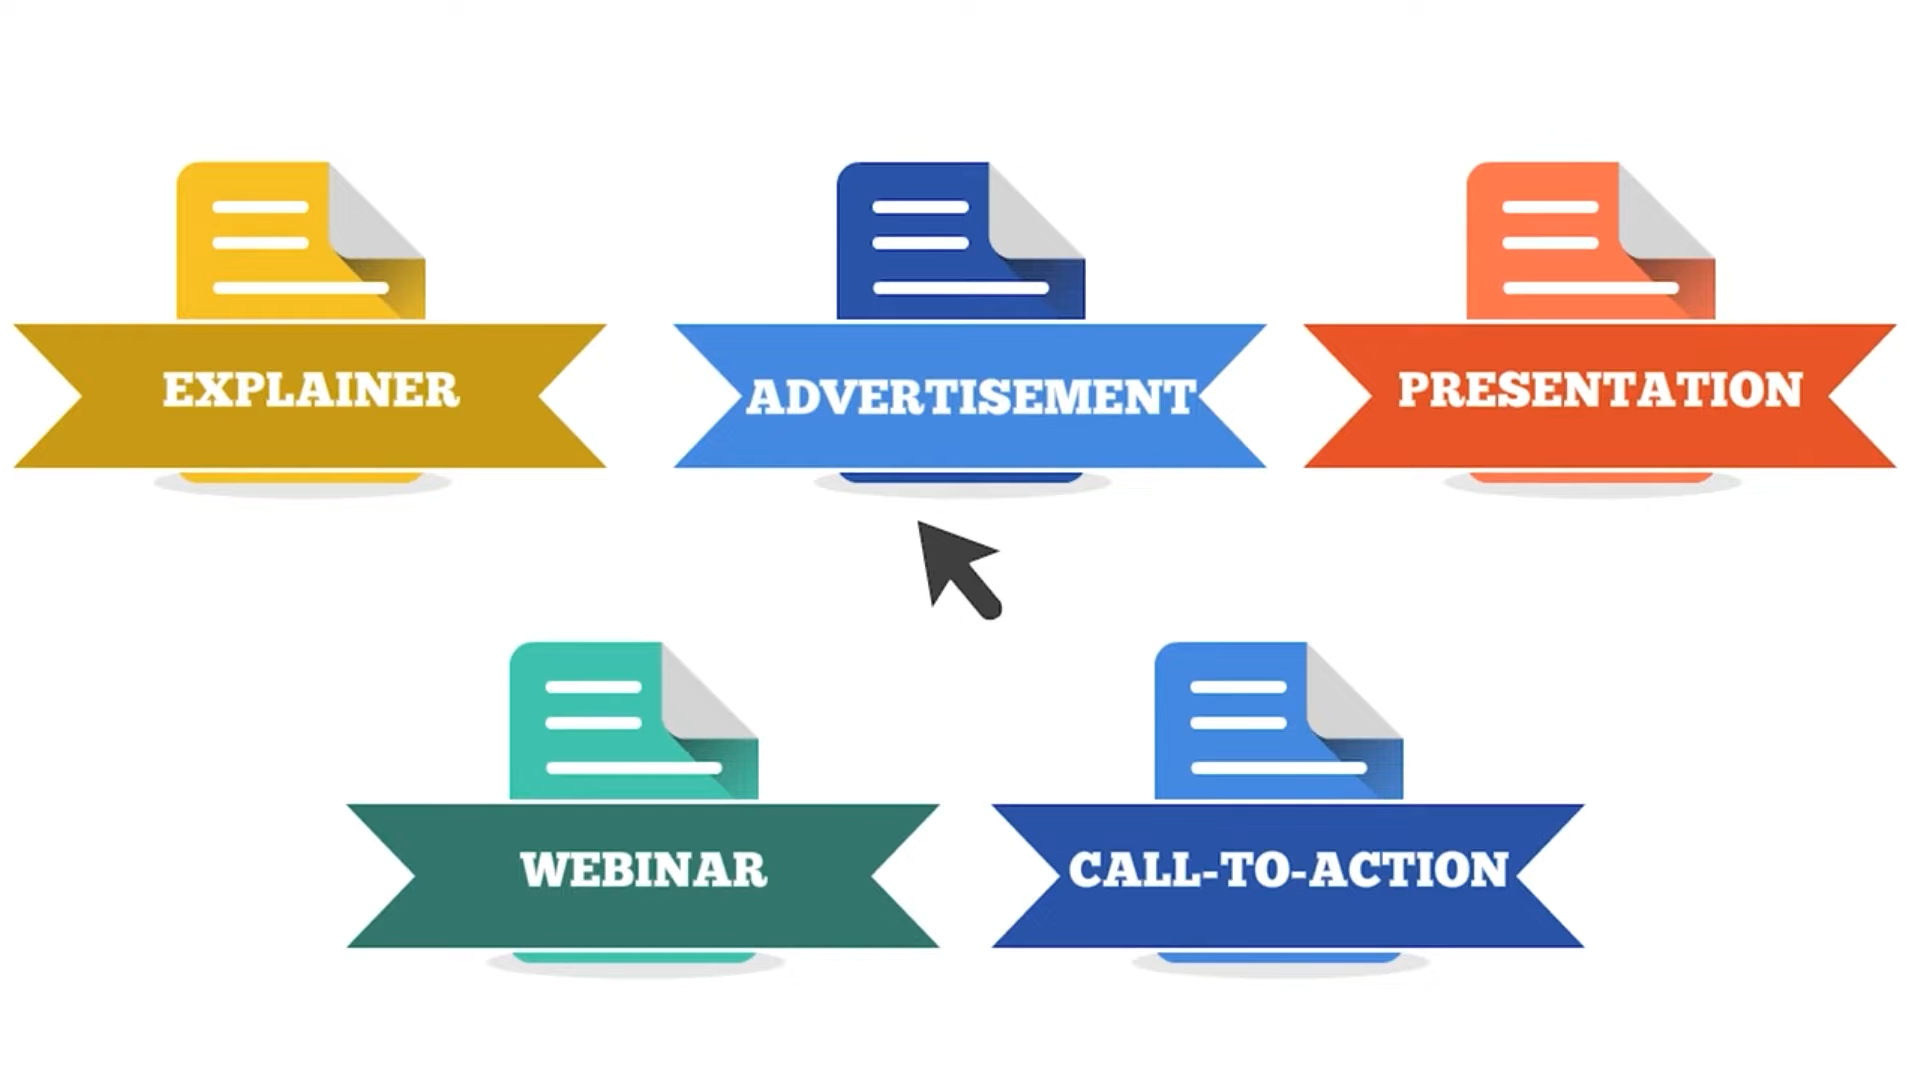 EXPLAINER
ADVERTISEMENT
PRESENTATION
WEBINAR
CALL-TO-ACTION